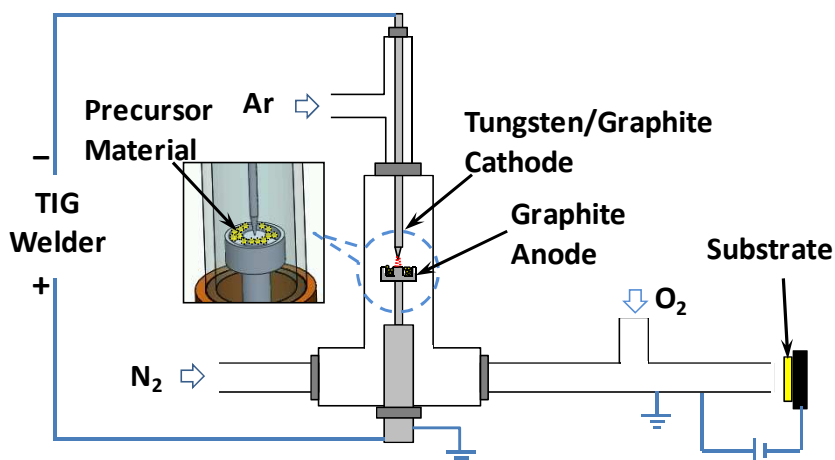 Precursor
Material
Ar
Tungsten/Graphite
Cathode
−
TIG
Welder
+
Graphite
Anode
Substrate
O₂
N₂